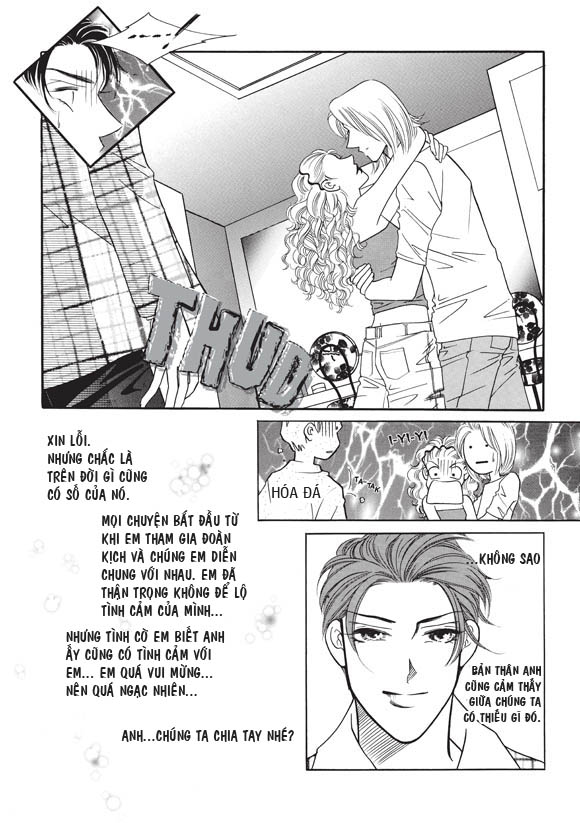 THUD
I-YI-YI
HÓA ĐÁ
TA-TAK
XIN LỖI.
NHƯNG CHẮC LÀ
TRÊN ĐỜI GÌ CŨNG
CÓ SỐ CỦA NÓ.
MỌI CHUYỆN BẮT ĐẦU TỪ
KHI EM THAM GIA ĐOÀN
KỊCH VÀ CHÚNG EM DIỄN
CHUNG VỚI NHAU. EM ĐÃ
THẬN TRỌNG KHÔNG ĐỂ LỘ
TÌNH CẢM CỦA MÌNH...
NHƯNG TÌNH CỜ EM BIẾT ANH
ẤY CŨNG CÓ TÌNH CẢM VỚI
EM... EM QUÁ VUI MỪNG...
NÊN QUÁ NGẠC NHIÊN...
ANH...CHÚNG TA CHIA TAY NHÉ?
...KHÔNG SAO
BẢN THÂN ANH
CŨNG CẢM THẤY
GIỮA CHÚNG TA
CÓ THIẾU GÌ ĐÓ.